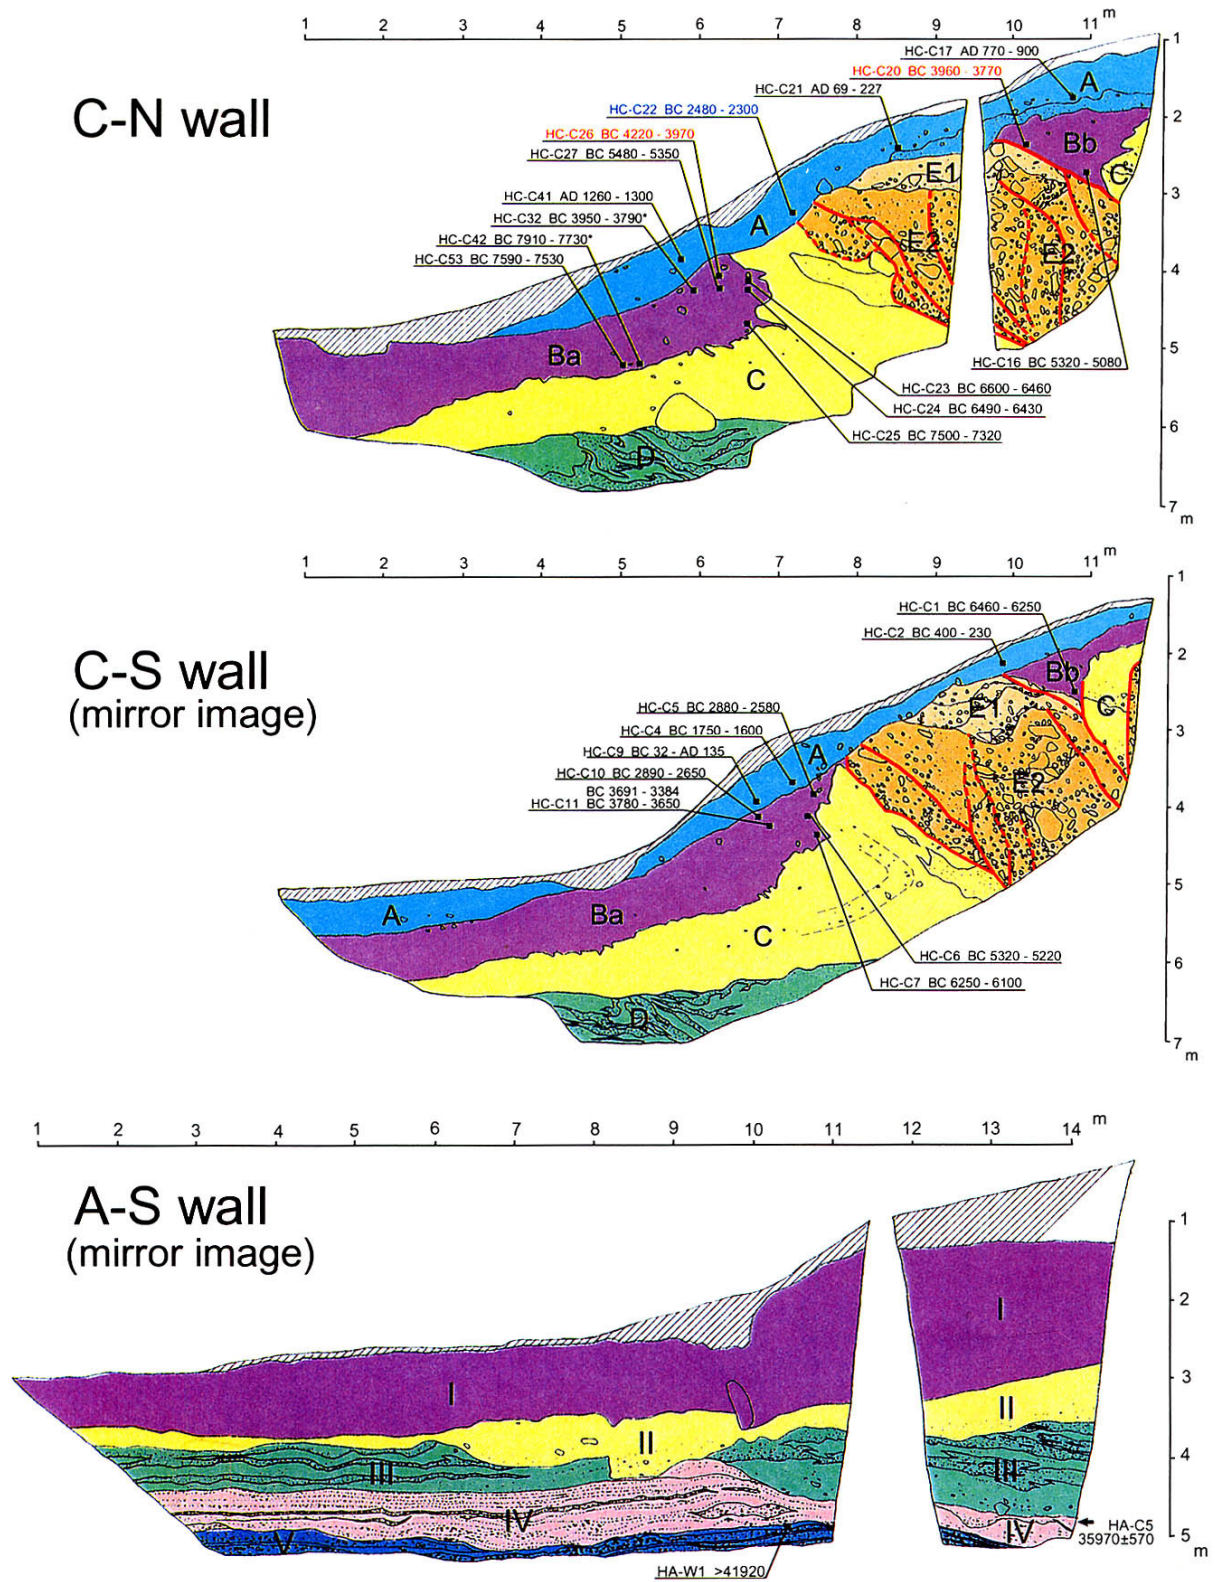 1 2 3 4 5 6 7 8 9 10 11 m
C-N wall
HC-C17 AD 770 - 900
HC-C20 BC 3960 - 3770
HC-C21 AD 69 - 227
HC-C22 BC 2480 - 2300
HC-C26 BC 4220 - 3970
HC-C27 BC 5480 - 5350
HC-C41 AD 1260 - 1300
HC-C32 BC 3950 - 3790*
HC-C42 BC 7910 - 7730*
HC-C53 BC 7590 - 7530
A
Bb
C
E1
E2
E2
A
Ba
C
D
HC-C16 BC 5320 - 5080
HC-C23 BC 6600 - 6460
HC-C24 BC 6490 - 6430
HC-C25 BC 7500 - 7320
1
2
3
4
5
6
7
m
1 2 3 4 5 6 7 8 9 10 11 m
C-S wall
(mirror image)
HC-C1 BC 6460 - 6250
HC-C2 BC 400 - 230
HC-C5 BC 2880 - 2580
HC-C4 BC 1750 - 1600
HC-C9 BC 32 - AD 135
HC-C10 BC 2890 - 2650
BC 3691 - 3384
HC-C11 BC 3780 - 3650
Bb
C
E1
E2
A
A
Ba
C
D
HC-C6 BC 5320 - 5220
HC-C7 BC 6250 - 6100
1
2
3
4
5
6
7
m
1 2 3 4 5 6 7 8 9 10 11 12 13 14 m
A-S wall
(mirror image)
I
I
II
II
III
III
IV
IV
V
HA-C5
35970±570
HA-W1 >41920
1
2
3
4
5
m